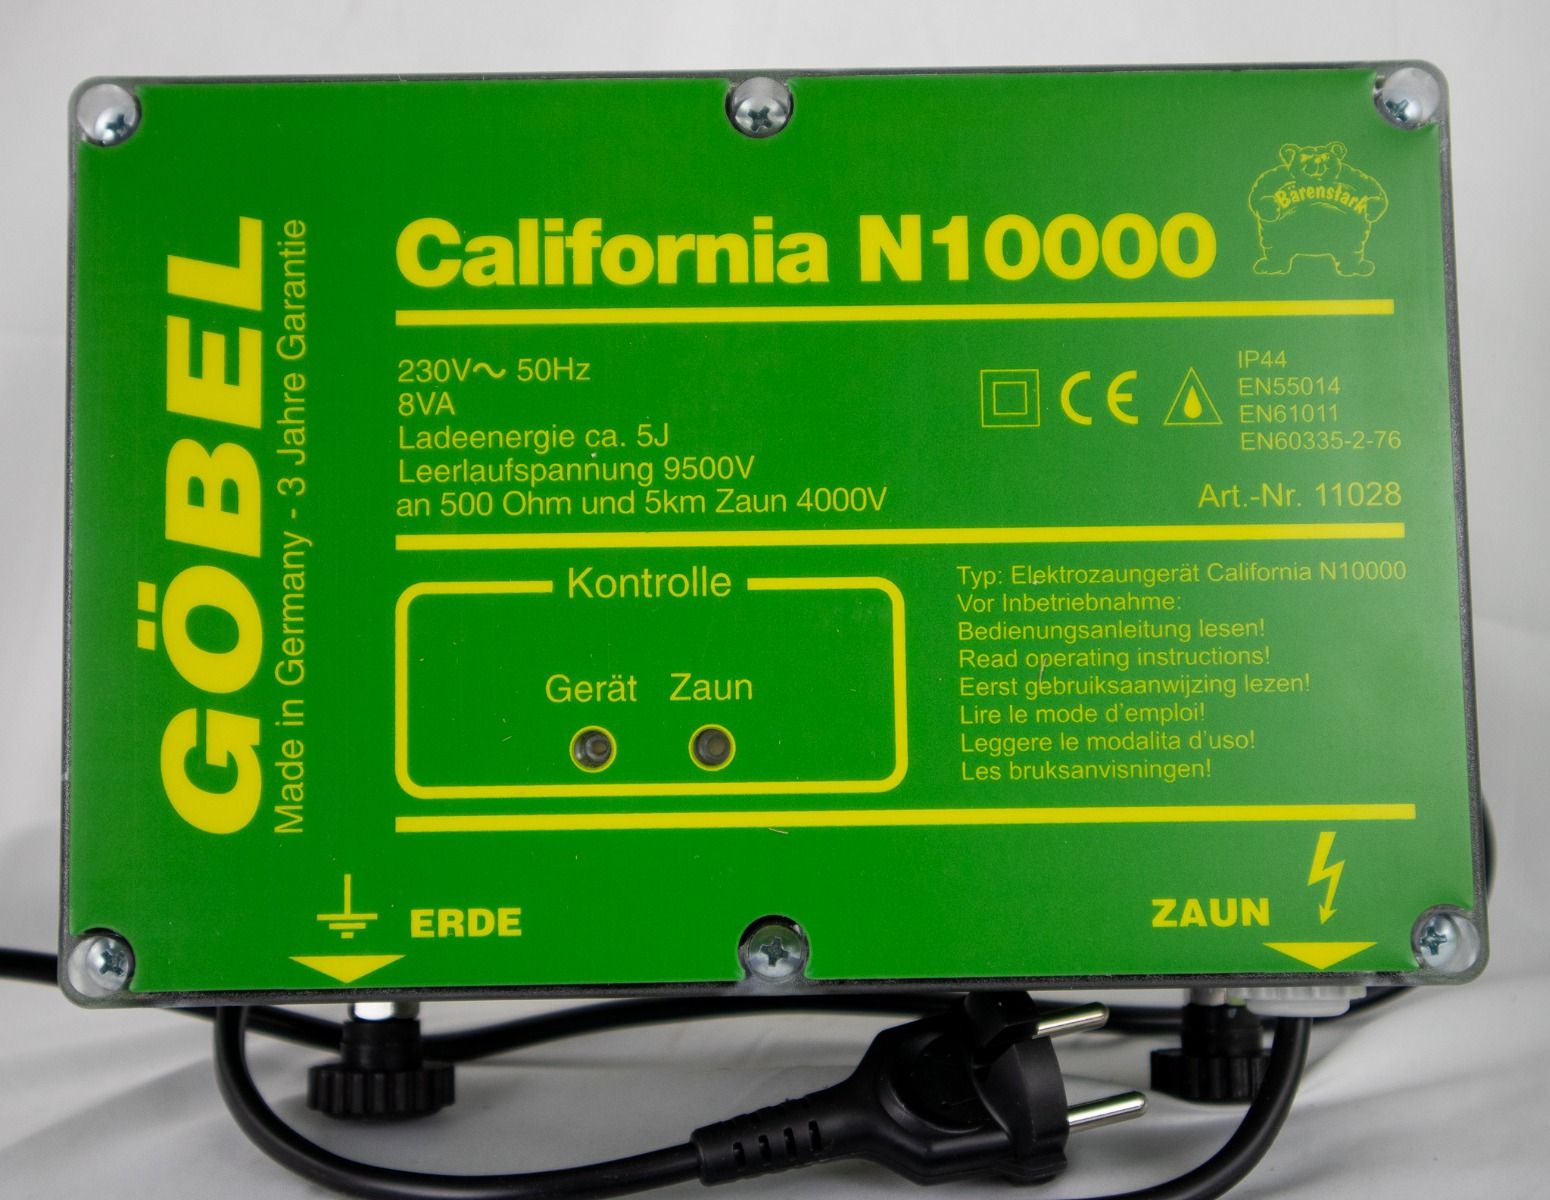 GÖBEL
Made in Germany - 3 Jahre Garantie
California N10000
Bärenstark
230V~ 50Hz
8VA
Ladeenergie ca. 5J
Leerlaufspannung 9500V
an 500 Ohm und 5km Zaun 4000V
CE
IP44
EN55014
EN61011
EN60335-2-76
Art.-Nr. 11028
Kontrolle
Gerät Zaun
Typ: Elektrozaungerät California N10000
Vor Inbetriebnahme:
Bedienungsanleitung lesen!
Read operating instructions!
Eerst gebruiksaanwijzing lezen!
Lire le mode d'emploi!
Leggere le modalita d'uso!
Les bruksanvisningen!
ERDE
ZAUN